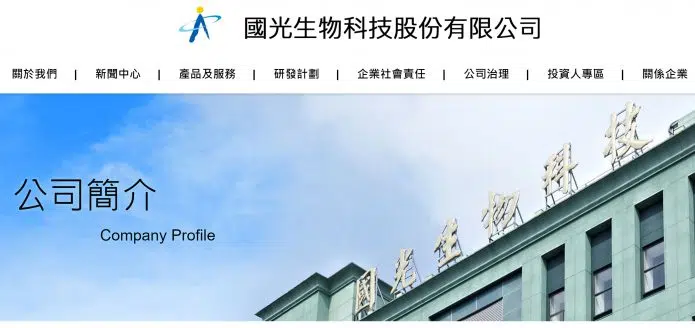 國光生物科技股份有限公司
關於我們 | 新聞中心 | 產品及服務 | 研發計劃 | 企業社會責任 | 公司治理 | 投資人專區 | 關係企業
公司簡介
Company Profile
國光生物科技